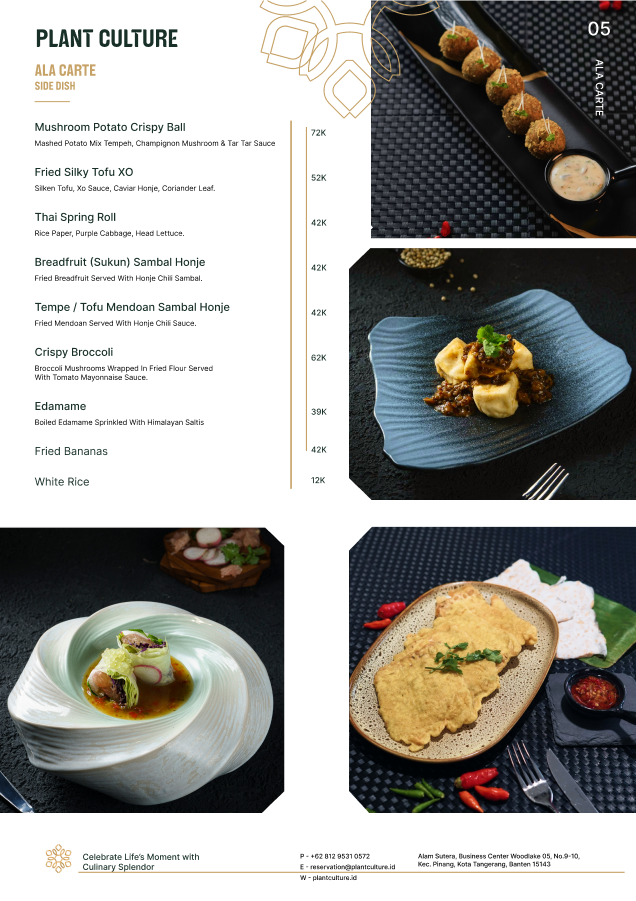 PLANT CULTURE
ALA CARTE
SIDE DISH
05
ALA CARTE
Mushroom Potato Crispy Ball
72K
Mashed Potato Mix Tempeh, Champignon Mushroom & Tar Tar Sauce
Fried Silky Tofu XO
52K
Silken Tofu, Xo Sauce, Caviar Honje, Coriander Leaf.
Thai Spring Roll
42K
Rice Paper, Purple Cabbage, Head Lettuce.
Breadfruit (Sukun) Sambal Honje
42K
Fried Breadfruit Served With Honje Chili Sambal.
Tempe / Tofu Mendoan Sambal Honje
42K
Fried Mendoan Served With Honje Chili Sauce.
Crispy Broccoli
62K
Broccoli Mushrooms Wrapped In Fried Flour Served
With Tomato Mayonnaise Sauce.
Edamame
39K
Boiled Edamame Sprinkled With Himalayan Saltis
Fried Bananas
42K
White Rice
12K
Celebrate Life's Moment with
Culinary Splendor
P - +62 812 9531 0572
E - reservation@plantculture.id
W - plantculture.id
Alam Sutera, Business Center Woodlake 05, No.9-10,
Kec. Pinang, Kota Tangerang, Banten 15143